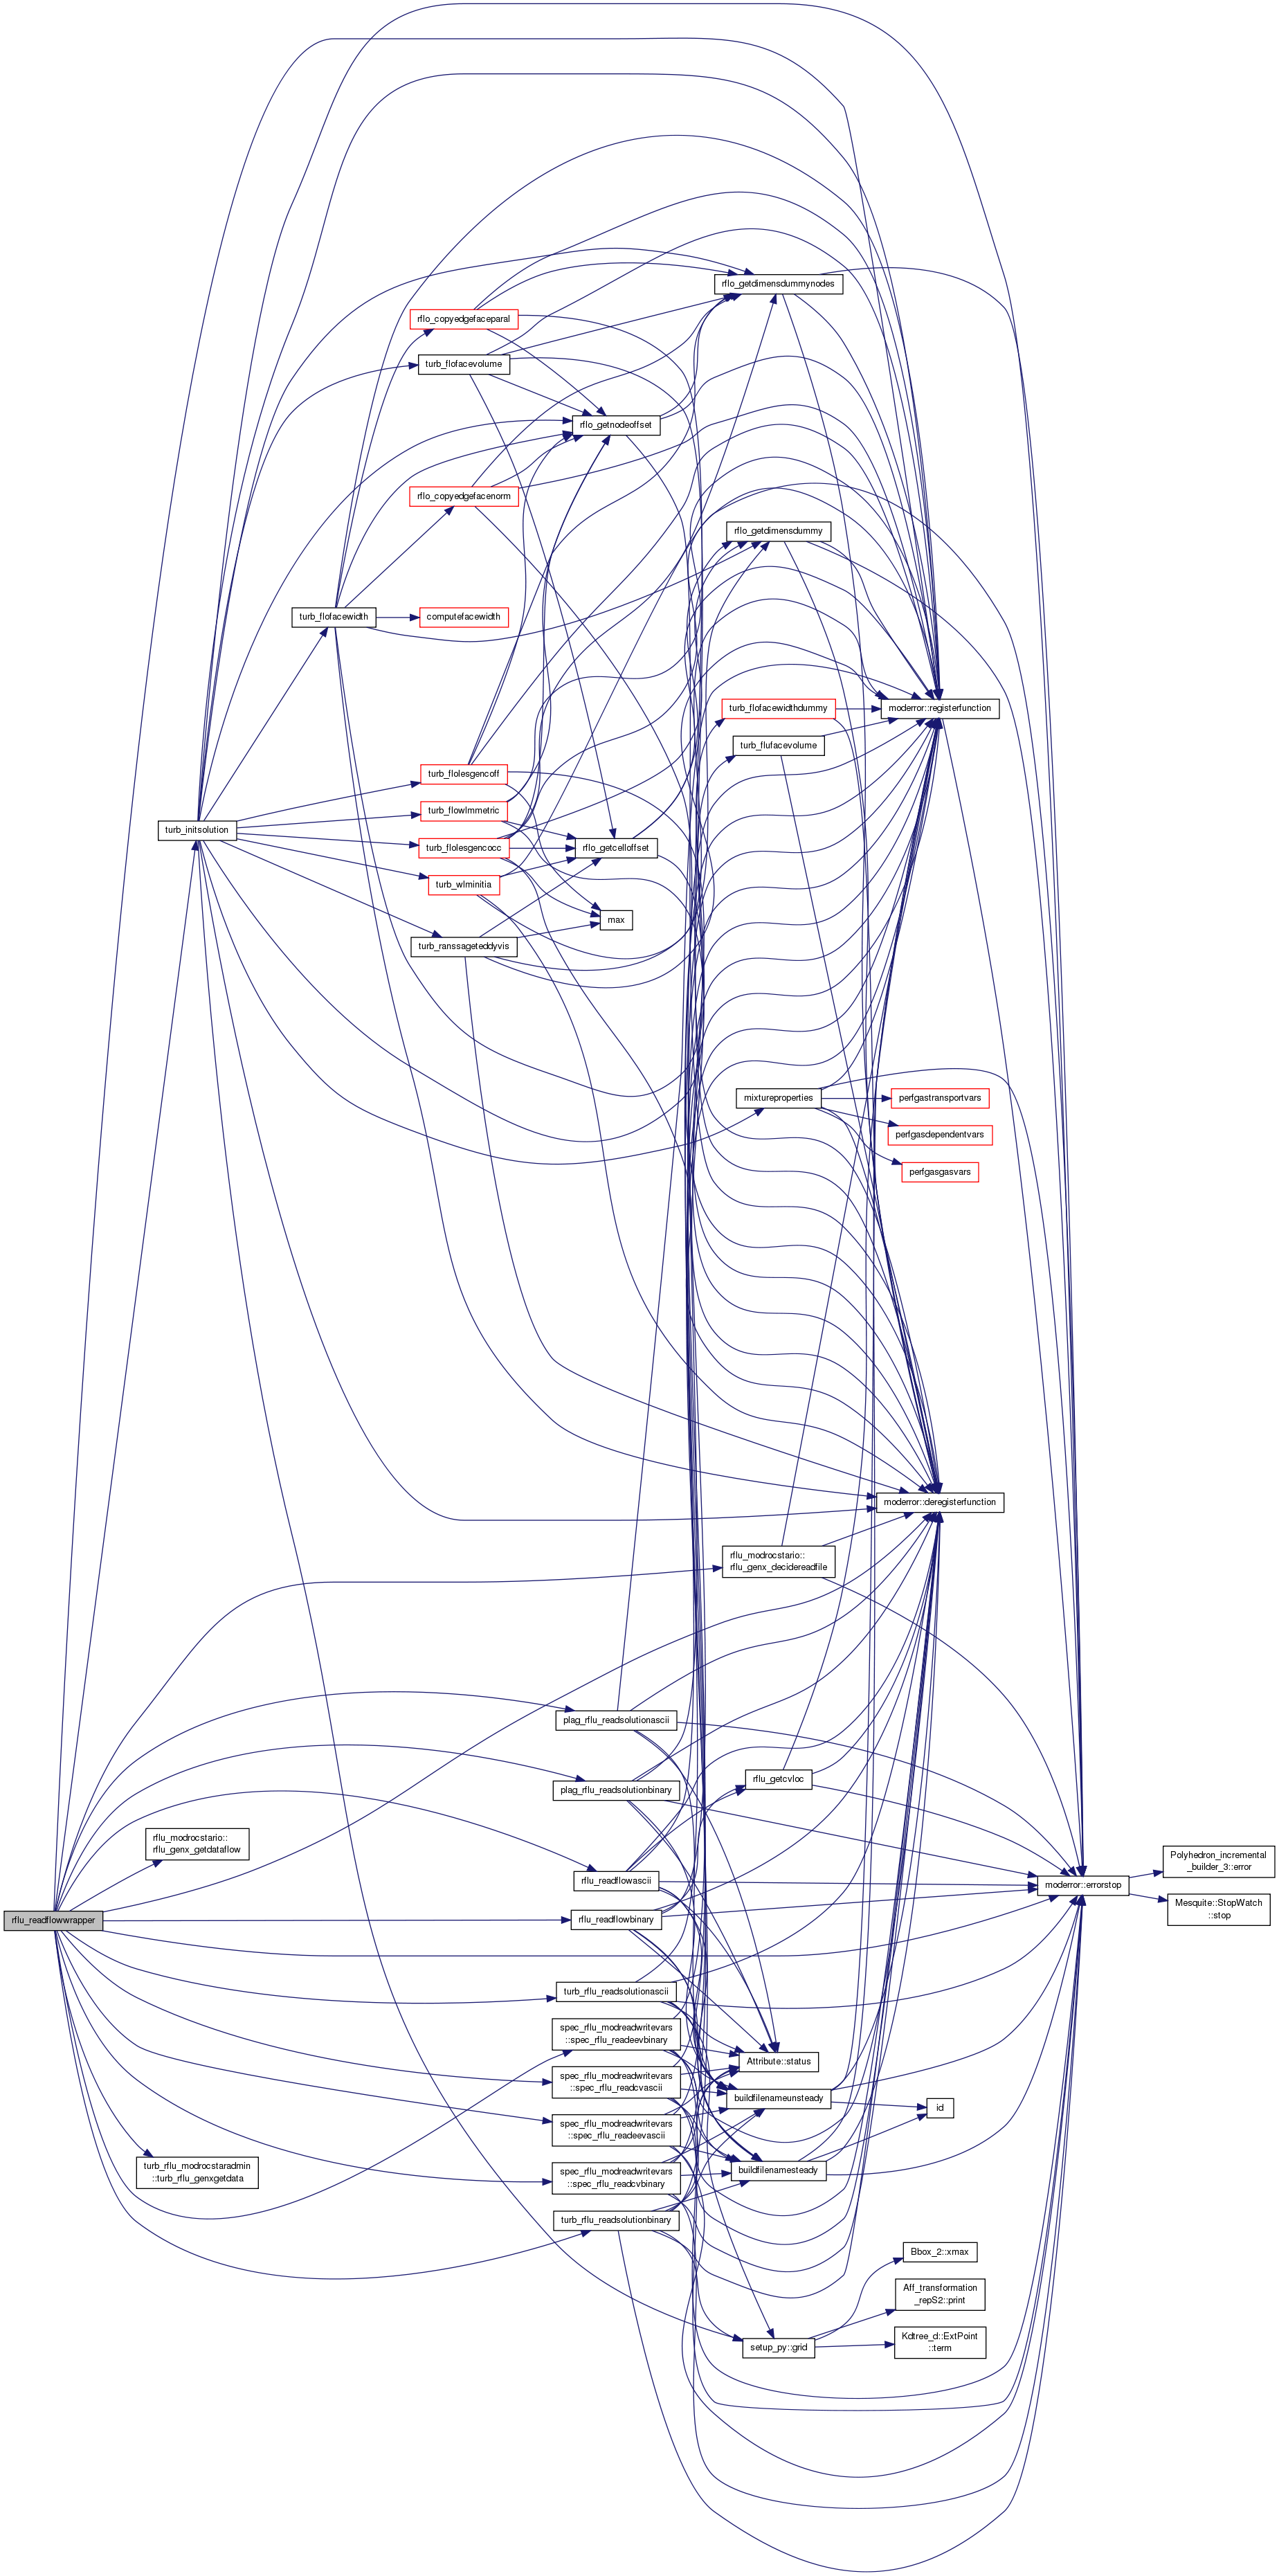 rflo_getdimensdummynodes
rflo_copyedgefaceparal
turb_flofacevolume
rflo_getnodeoffset
rflo_copyedgefacenorm
rflo_getdimensdummy
turb_flofacewidth
computefacewidth
turb_flofacewidthdummy
moderror::registerfunction
turb_flufacevolume
turb_flolesgencoff
turb_flowlmmetric
turb_initsolution
turb_flolesgencocc
rflo_getcelloffset
turb_wlminitia
max
turb_ranssageteddyvis
mixtureproperties
perfgastransportvars
perfgasdependentvars
perfgasgasvars
moderror::deregisterfunction
rflu_modrocstario::
rflu_genx_decidereadfile
plag_rflu_readsolutionascii
rflu_getcvloc
plag_rflu_readsolutionbinary
rflu_modrocstario::
rflu_genx_getdataflow
Polyhedron_incremental
_builder_3::error
rflu_readflowascii
moderror::errorstop
Mesquite::StopWatch
::stop
rflu_readflowwrapper
rflu_readflowbinary
turb_rflu_readsolutionascii
spec_rflu_modreadwritevars
::spec_rflu_readeevbinary
Attribute::status
spec_rflu_modreadwritevars
::spec_rflu_readcvascii
buildfilenameunsteady
id
spec_rflu_modreadwritevars
::spec_rflu_readeevascii
turb_rflu_modrocstaradmin
::turb_rflu_genxgetdata
buildfilenamesteady
spec_rflu_modreadwritevars
::spec_rflu_readcvbinary
turb_rflu_readsolutionbinary
Bbox_2::xmax
Aff_transformation
_repS2::print
setup_py::grid
Kdtree_d::ExtPoint
::term